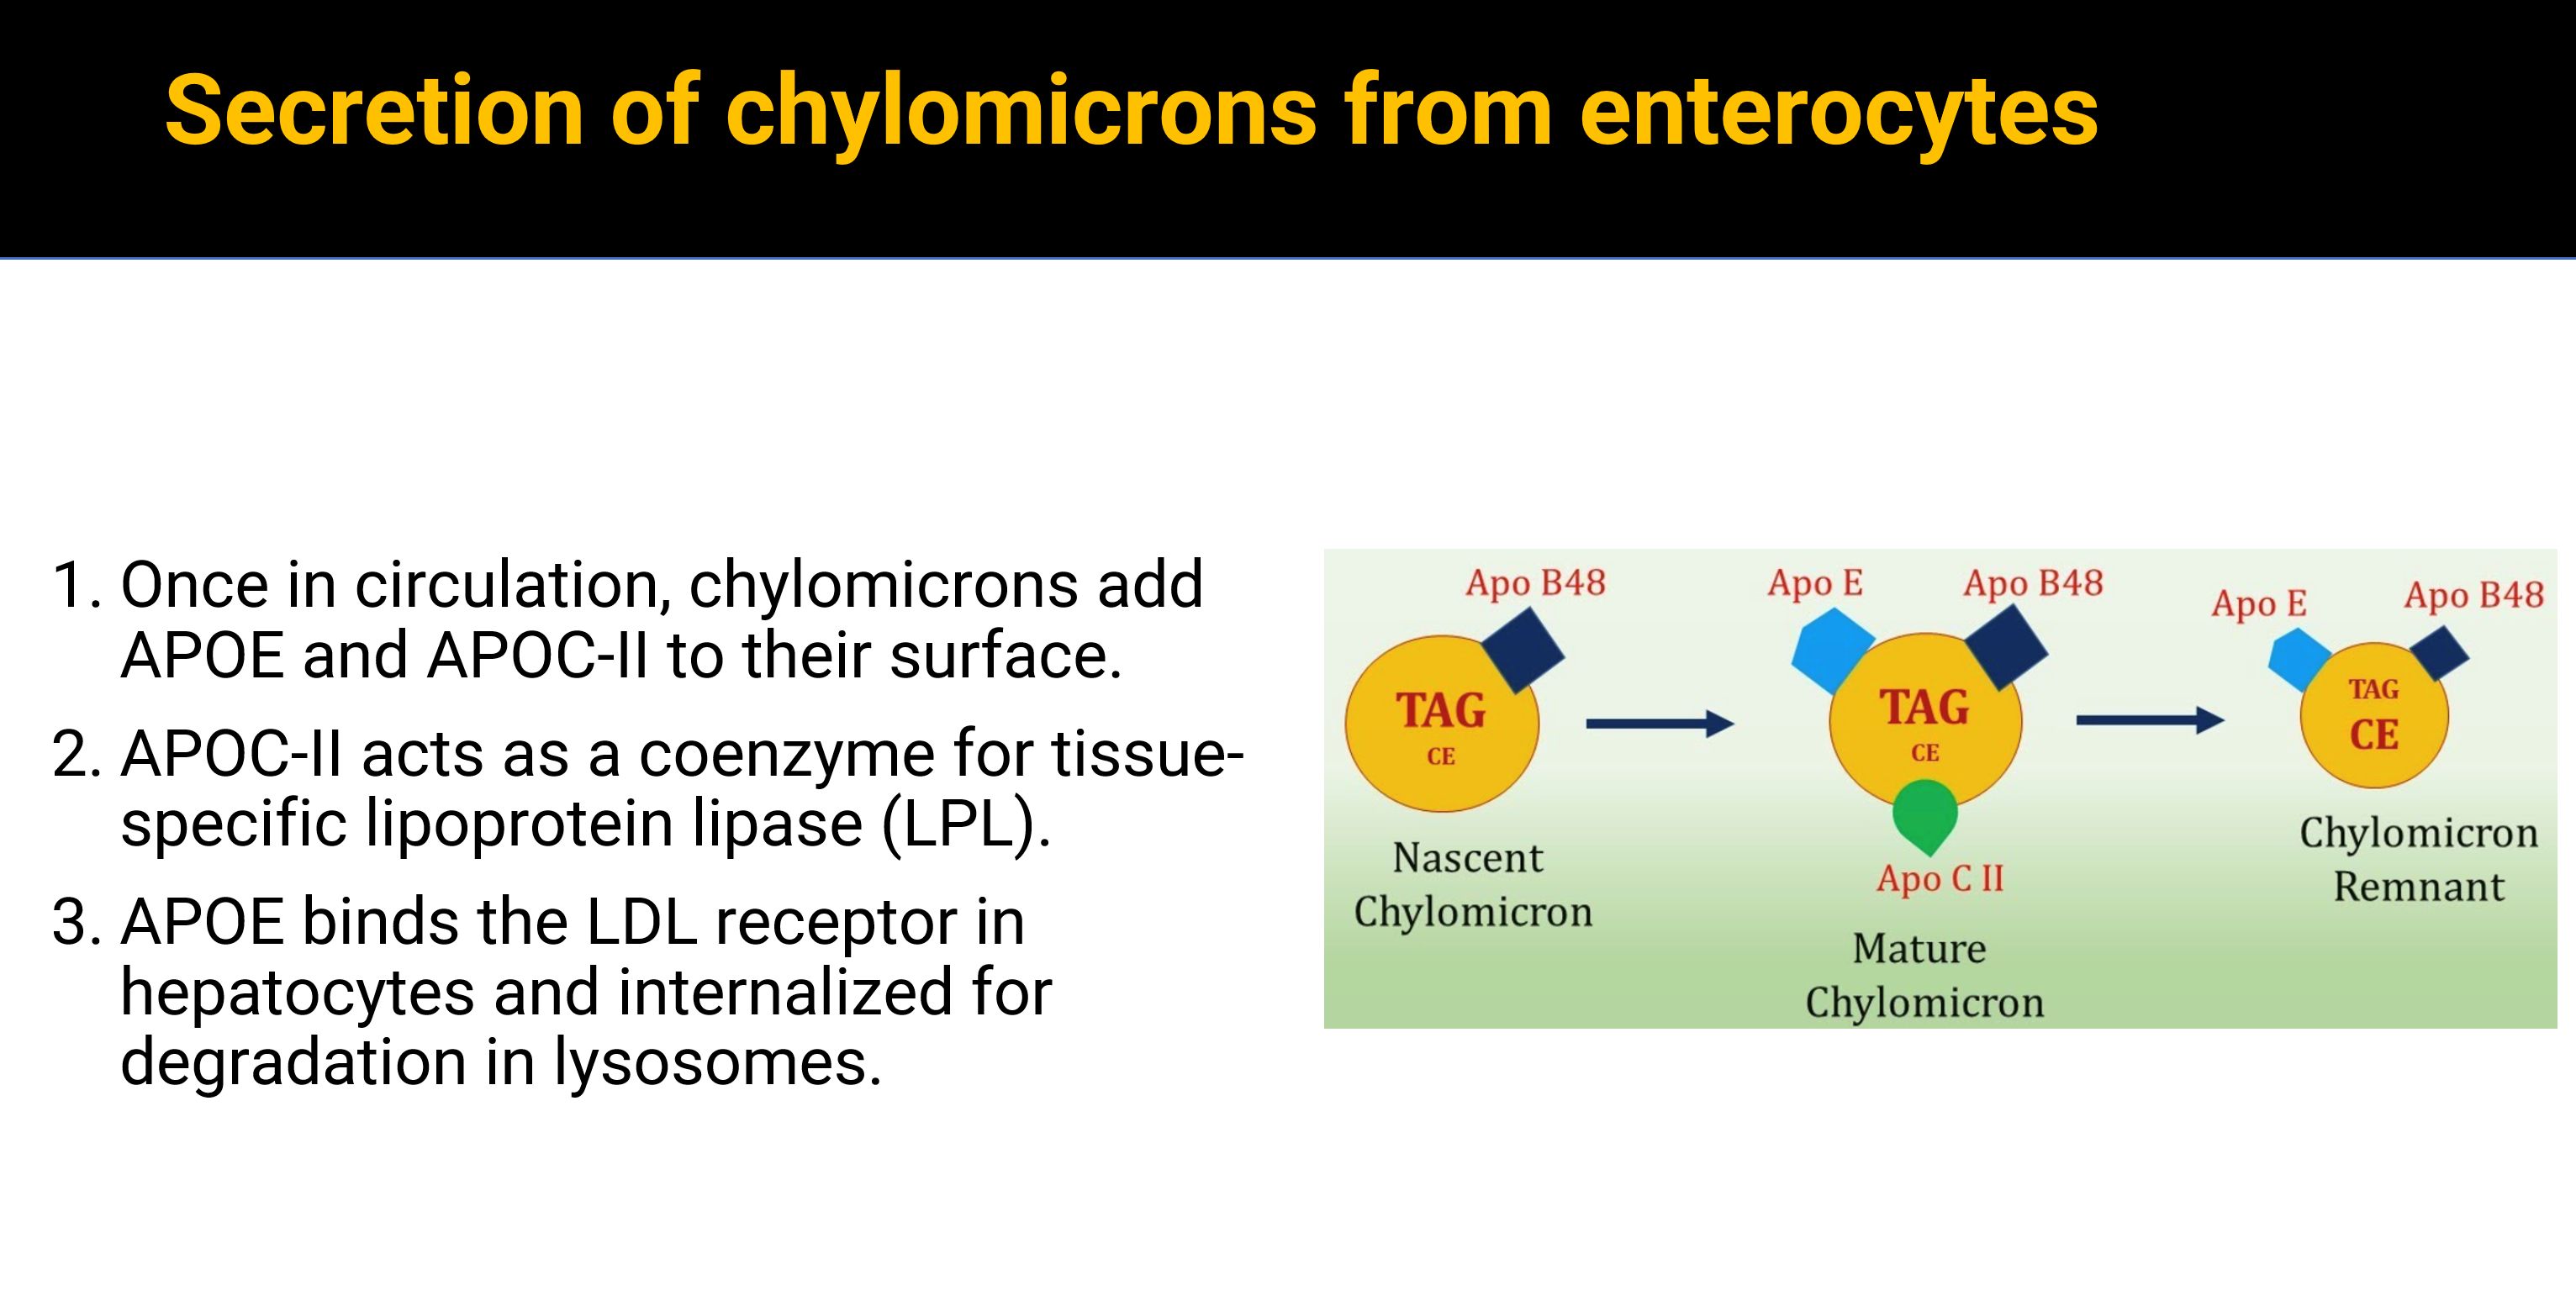 Secretion of chylomicrons from enterocytes
1. Once in circulation, chylomicrons add
APOE and APOC-II to their surface.
2. APOC-II acts as a coenzyme for tissue-
specific lipoprotein lipase (LPL).
3. APOE binds the LDL receptor in
hepatocytes and internalized for
degradation in lysosomes.
Apo B48
TAG
CE
Nascent
Chylomicron
Apo E
Apo B48
TAG
CE
Apo C II
Mature
Chylomicron
Apo E
Apo B48
TAG
CE
Chylomicron
Remnant